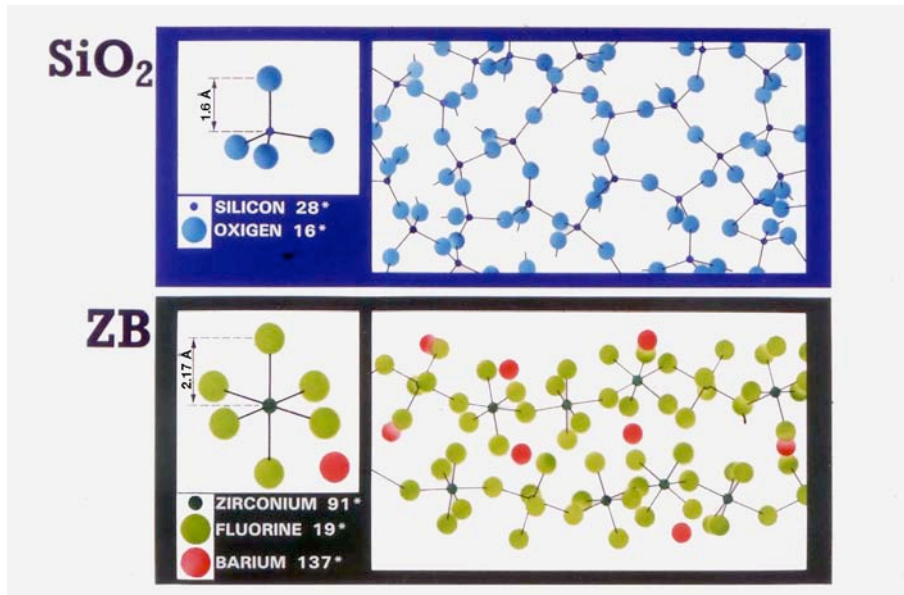 SiO₂
1.6 Å
SILICON 28*
OXIGEN 16*
ZB
2.17 Å
ZIRCONIUM 91*
FLUORINE 19*
BARIUM 137*